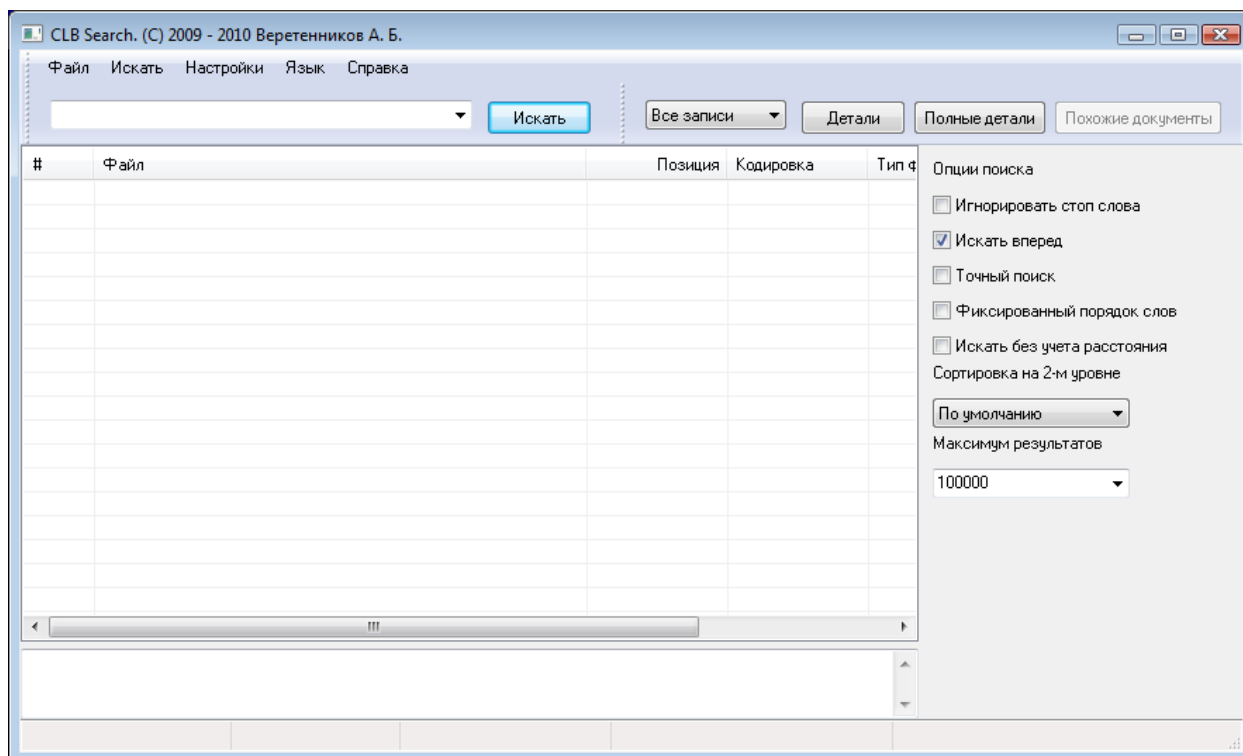 CLB Search. (C) 2009 - 2010 Веретенников А. Б.
Файл Искать Настройки Язык Справка
Искать Все записи Детали Полные детали Похожие документы
# Файл Позиция Кодировка Тип ф
Опции поиска
Игнорировать стоп слова
Искать вперед
Точный поиск
Фиксированный порядок слов
Искать без учета расстояния
Сортировка на 2-м уровне
По умолчанию
Максимум результатов
100000